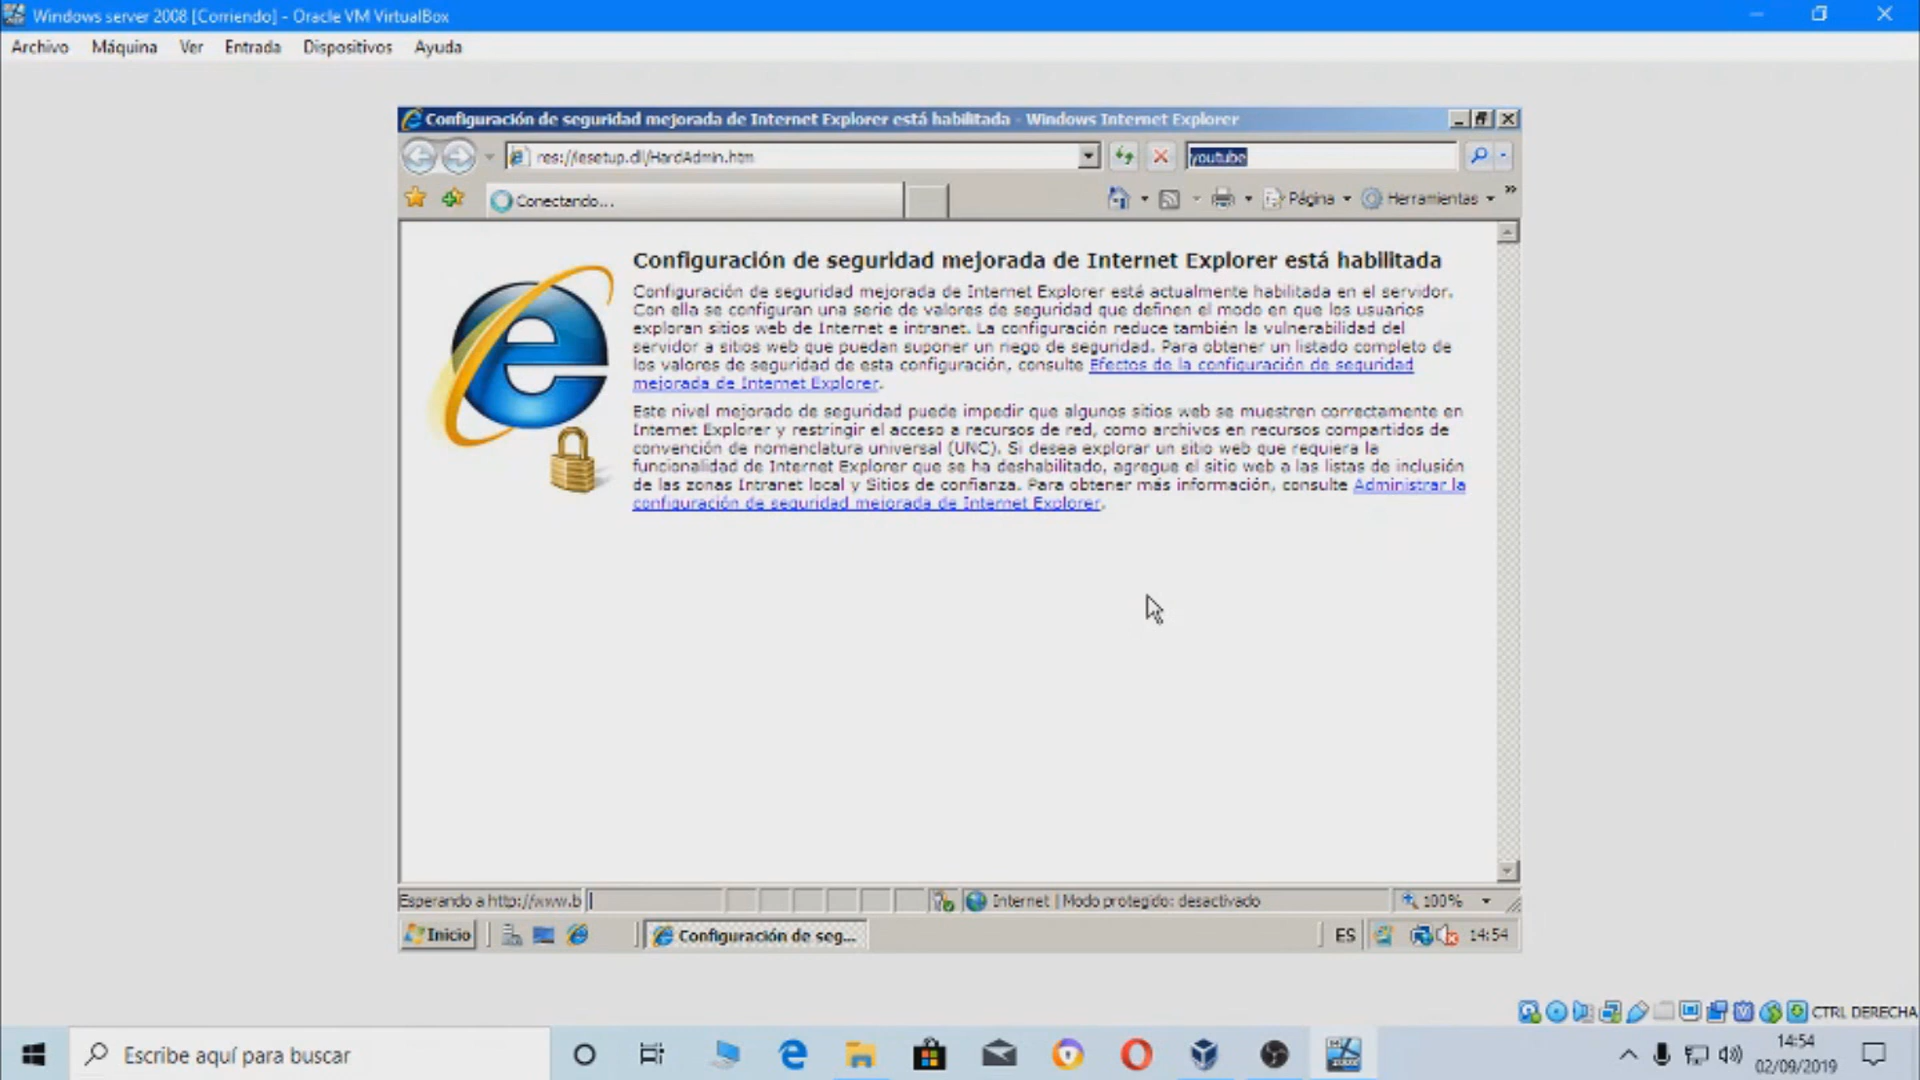 Windows server 2008 [Corriendo] - Oracle VM VirtualBox
Archivo Máquina Ver Entrada Dispositivos Ayuda
Configuración de seguridad mejorada de Internet Explorer está habilitada - Windows Internet Explorer
res://iesetup.dll/HardAdmin.htm
youtube
Conectando...
Página Herramientas
Configuración de seguridad mejorada de Internet Explorer está habilitada
Configuración de seguridad mejorada de Internet Explorer está actualmente habilitada en el servidor.
Con ella se configuran una serie de valores de seguridad que definen el modo en que los usuarios
exploran sitios web de Internet e intranet. La configuración reduce también la vulnerabilidad del
servidor a sitios web que puedan suponer un riego de seguridad. Para obtener un listado completo de
los valores de seguridad de esta configuración, consulte Efectos de la configuración de seguridad
mejorada de Internet Explorer.
Este nivel mejorado de seguridad puede impedir que algunos sitios web se muestren correctamente en
Internet Explorer y restringir el acceso a recursos de red, como archivos en recursos compartidos de
convención de nomenclatura universal (UNC). Si desea explorar un sitio web que requiera la
funcionalidad de Internet Explorer que se ha deshabilitado, agregue el sitio web a las listas de inclusión
de las zonas Intranet local y Sitios de confianza. Para obtener más información, consulte Administrar la
configuración de seguridad mejorada de Internet Explorer.
Esperando a http://www.b
Internet | Modo protegido: desactivado
100%
Inicio
Configuración de seg...
ES
14:54
CTRL DERECHA
Escribe aquí para buscar
14:54
02/09/2019